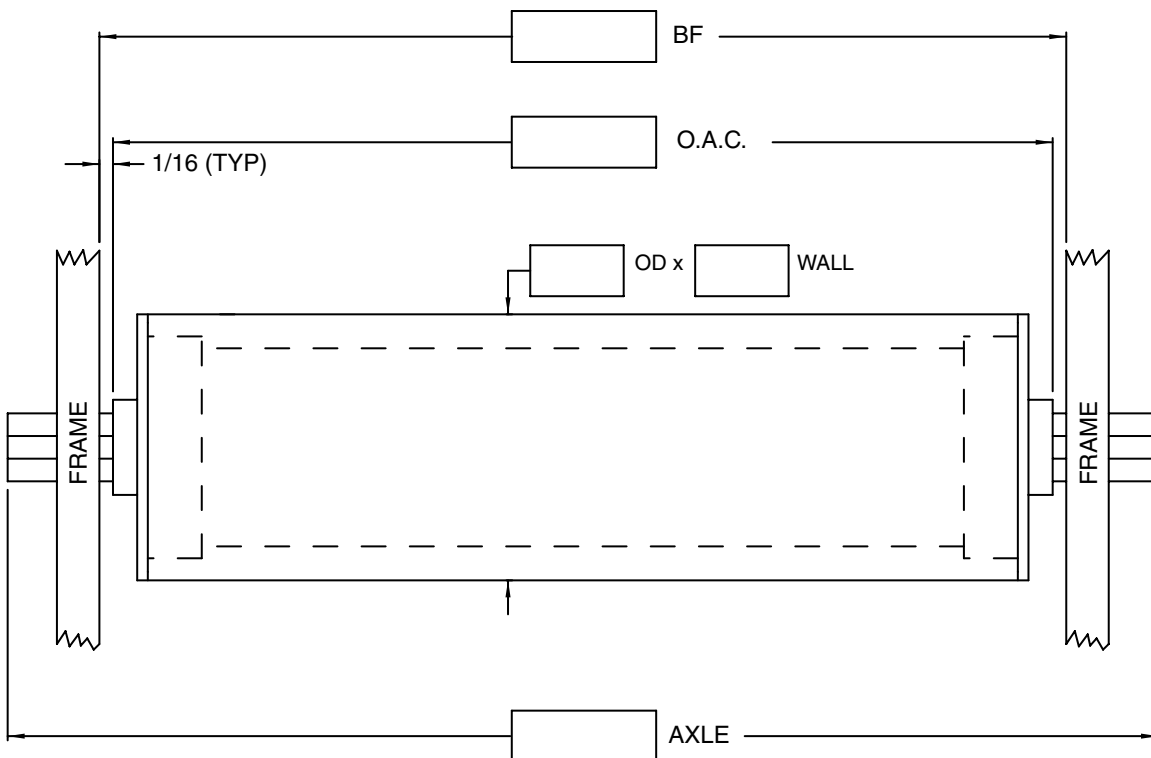 BF
O.A.C.
1/16 (TYP)
OD x WALL
FRAME
FRAME
AXLE